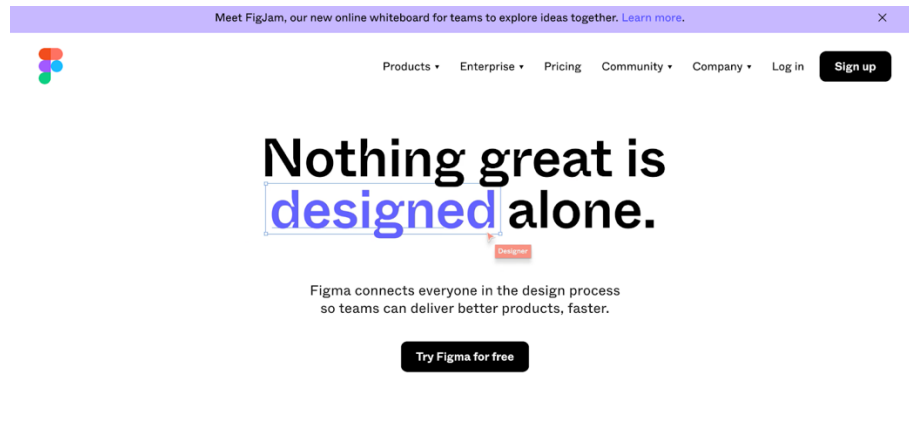 Meet FigJam, our new online whiteboard for teams to explore ideas together. Learn more.
Products Enterprise Pricing Community Company Log in Sign up
Nothing great is
designed alone.
Designer
Figma connects everyone in the design process
so teams can deliver better products, faster.
Try Figma for free